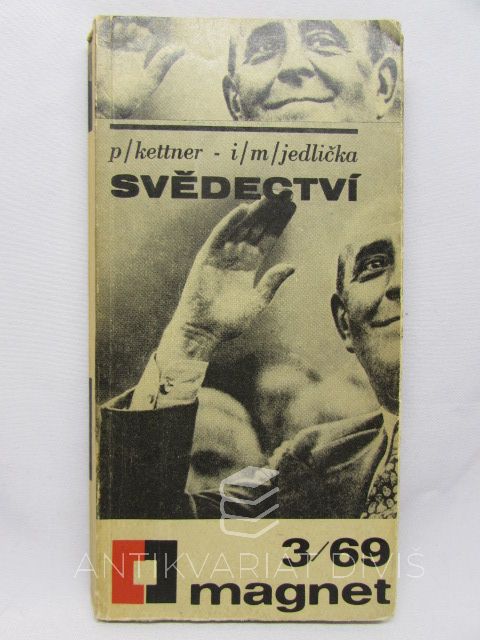 p/kettner - i/m/jedlička
SVĚDECTVÍ
3/69
magnet
ANTIKVARIÁT DIVIŠ